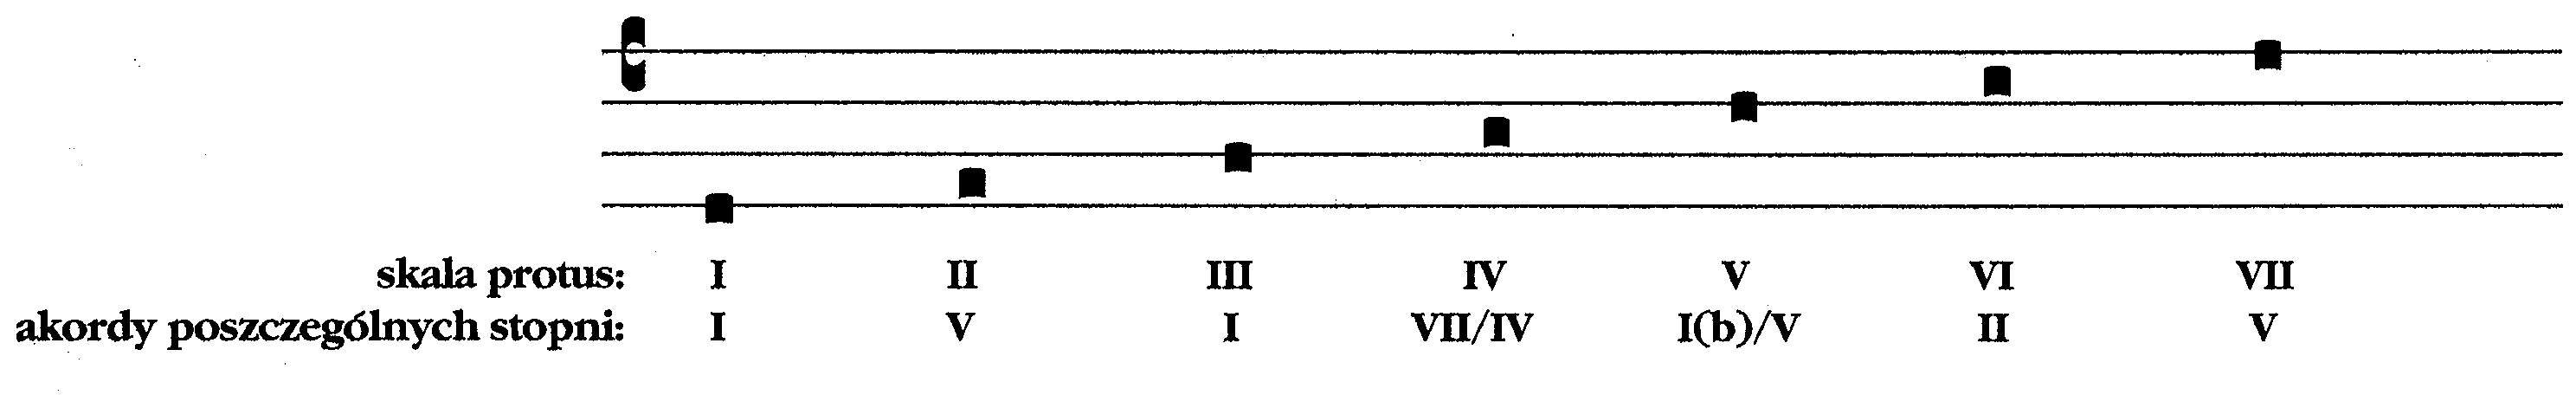 skala protus: I II III IV V VI VII
akordy poszczególnych stopni: I V I VII/IV I(b)/V II V